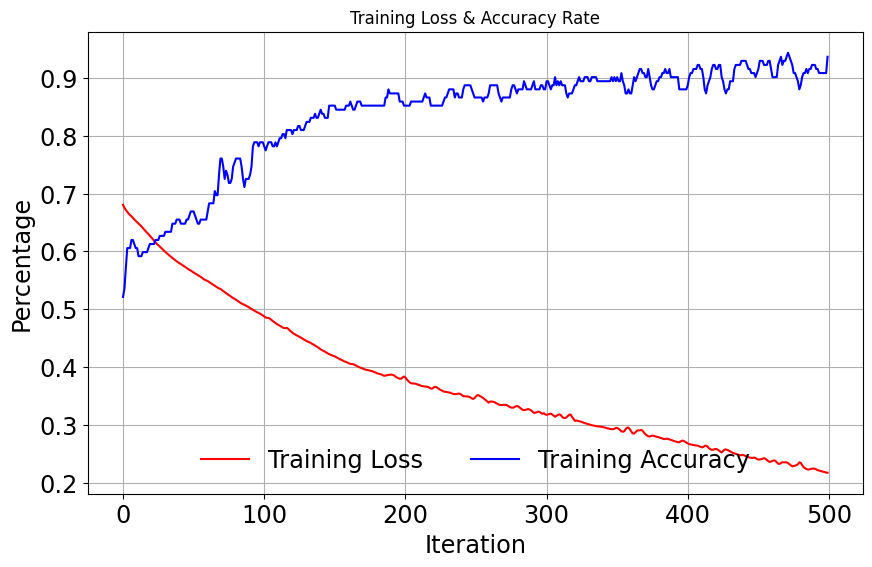 Training Loss & Accuracy Rate
Percentage
0.9
0.8
0.7
0.6
0.5
0.4
0.3
0.2
Training Loss Training Accuracy
0 100 200 300 400 500
Iteration